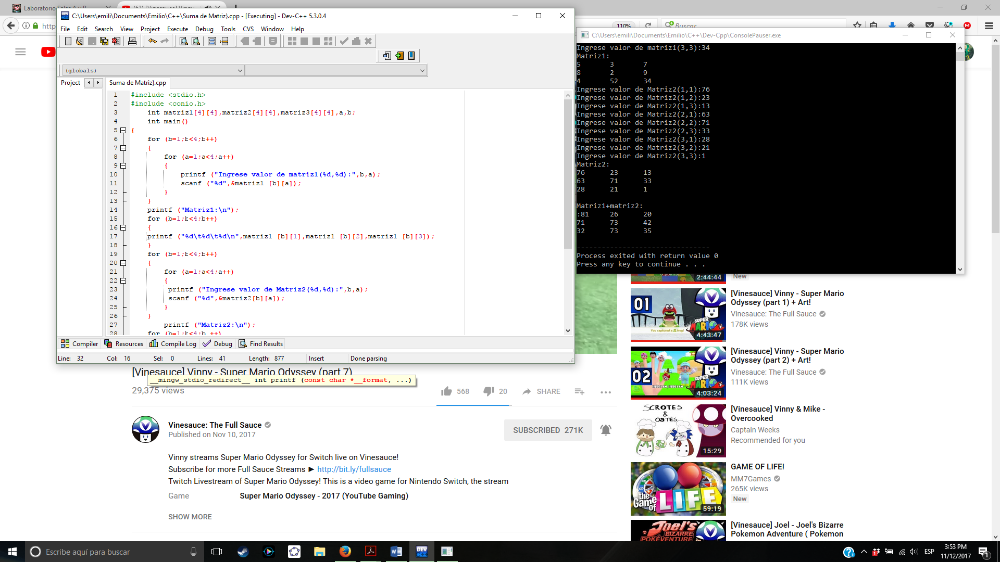 Laboratorio Salas A y B
(63) [Vinesauce] Vinny
C:\Users\emili\Documents\Emilio\C++\Suma de Matriz}.cpp - [Executing] - Dev-C++ 5.3.0.4
File Edit Search View Project Execute Debug Tools CVS Window Help
http
110%
Buscar
(globals)
Project
Suma de Matriz}.cpp
1 #include <stdio.h>
2 #include <conio.h>
3 int matriz1[4][4],matriz2[4][4],matriz3[4][4],a,b;
4 int main()
5 {
6 for (b=1;b<4;b++)
7 {
8 for (a=1;a<4;a++)
9 {
10 printf ("Ingrese valor de matriz1(%d,%d):",b,a);
11 scanf ("%d",&matriz1 [b][a]);
12 }
13 }
14 printf ("Matriz1:\n");
15 for (b=1;b<4;b++)
16 {
17 printf ("%d\t%d\t%d\n",matriz1 [b][1],matriz1 [b][2],matriz1 [b][3]);
18 }
19 for (b=1;b<4;b++)
20 {
21 for (a=1;a<4;a++)
22 {
23 printf ("Ingrese valor de Matriz2(%d,%d):",b,a);
24 scanf ("%d",&matriz2[b][a]);
25 }
26 }
27 printf ("Matriz2:\n");
28 for (b=1;b<4;b ++)
Compiler Resources Compile Log Debug Find Results
Line: 32 Col: 16 Sel: 0 Lines: 41 Length: 877 Insert Done parsing
C:\Users\emili\Documents\Emilio\C++\Dev-Cpp\ConsolePauser.exe
Ingrese valor de matriz1(3,3):34
Matriz1:
5 3 7
8 2 9
4 52 34
Ingrese valor de Matriz2(1,1):76
Ingrese valor de Matriz2(1,2):23
Ingrese valor de Matriz2(1,3):13
Ingrese valor de Matriz2(2,1):63
Ingrese valor de Matriz2(2,2):71
Ingrese valor de Matriz2(2,3):33
Ingrese valor de Matriz2(3,1):28
Ingrese valor de Matriz2(3,2):21
Ingrese valor de Matriz2(3,3):1
Matriz2:
76 23 13
63 71 33
28 21 1
Matriz1+matriz2:
:81 26 20
71 73 42
32 73 35
--------------------------------
Process exited with return value 0
Press any key to continue . . .
[Vinesauce] Vinny - Super Mario Odyssey (part 7)
__mingw_stdio_redirect__ int printf (const char *__format, ...)
29,375 views
568 20 SHARE
Vinesauce: The Full Sauce
Published on Nov 10, 2017
SUBSCRIBED 271K
Vinny streams Super Mario Odyssey for Switch live on Vinesauce!
Subscribe for more Full Sauce Streams ► http://bit.ly/fullsauce
Twitch Livestream of Super Mario Odyssey! This is a video game for Nintendo Switch, the stream
Game Super Mario Odyssey - 2017 (YouTube Gaming)
SHOW MORE
2:44:44
New
01
You captured a frog!
SUPER MARIO
4:43:47
[Vinesauce] Vinny - Super Mario
Odyssey (part 1) + Art!
Vinesauce: The Full Sauce
178K views
02
SUPER MARIO
4:03:24
[Vinesauce] Vinny - Super Mario
Odyssey (part 2) + Art!
Vinesauce: The Full Sauce
111K views
SCROTES
&
OATES
15:29
[Vinesauce] Vinny & Mike -
Overcooked
Captain Weeks
Recommended for you
the Game of LIFE
59:19
GAME OF LIFE!
MM7Games
265K views
New
Joel's
BIZARRE
POKEVENTURE
[Vinesauce] Joel - Joel's Bizarre
Pokemon Adventure ( Pokemon
Escribe aquí para buscar
DEV
ESP
3:53 PM
11/12/2017
1